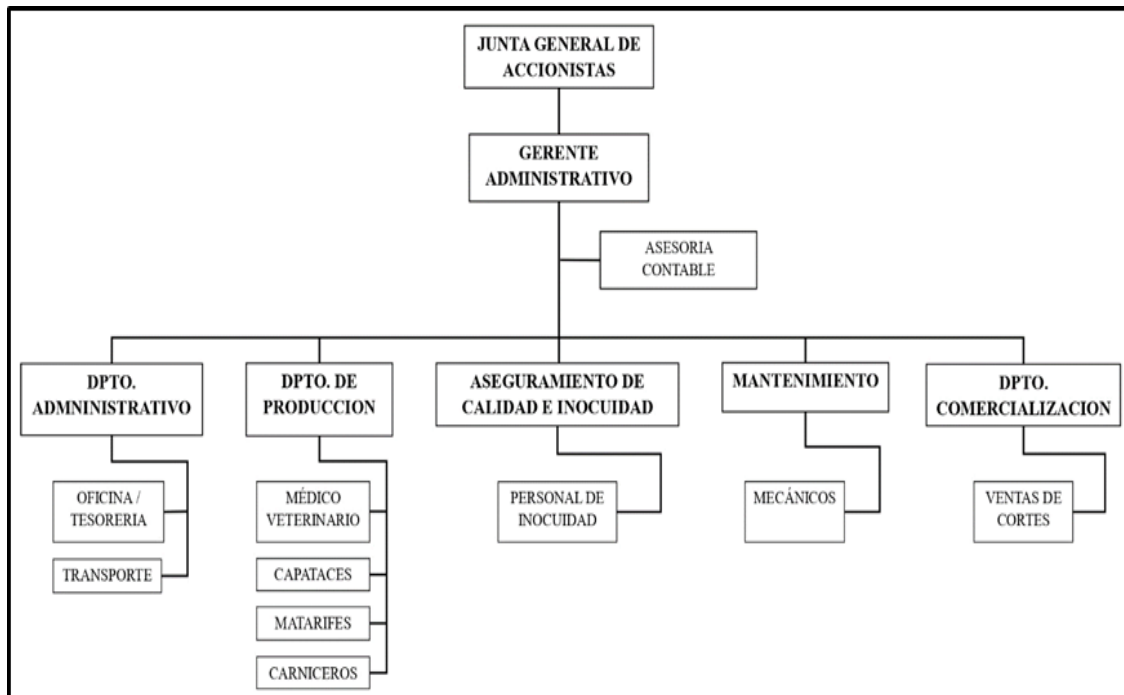 JUNTA GENERAL DE
ACCIONISTAS
GERENTE
ADMINISTRATIVO
ASESORIA
CONTABLE
DPTO.
ADMNINISTRATIVO
DPTO. DE
PRODUCCION
ASEGURAMIENTO DE
CALIDAD E INOCUIDAD
MANTENIMIENTO
DPTO.
COMERCIALIZACION
OFICINA /
TESORERIA
TRANSPORTE
MÉDICO
VETERINARIO
CAPATACES
MATARIFES
CARNICEROS
PERSONAL DE
INOCUIDAD
MECÁNICOS
VENTAS DE
CORTES